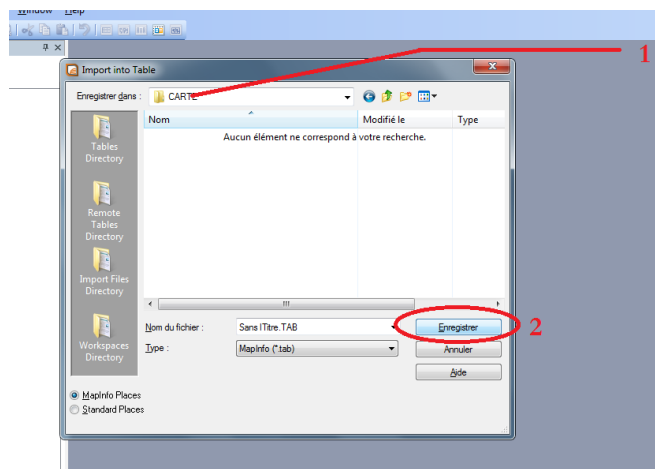 Window Help
1
Import into Table
Enregistrer dans : CARTE
Nom Modifié le Type
Aucun élément ne correspond à votre recherche.
Tables
Directory
Remote
Tables
Directory
Import Files
Directory
Workspaces
Directory
Nom du fichier : Sans lTitre.TAB Enregistrer
2
Type : MapInfo (*.tab) Annuler
Aide
MapInfo Places
Standard Places